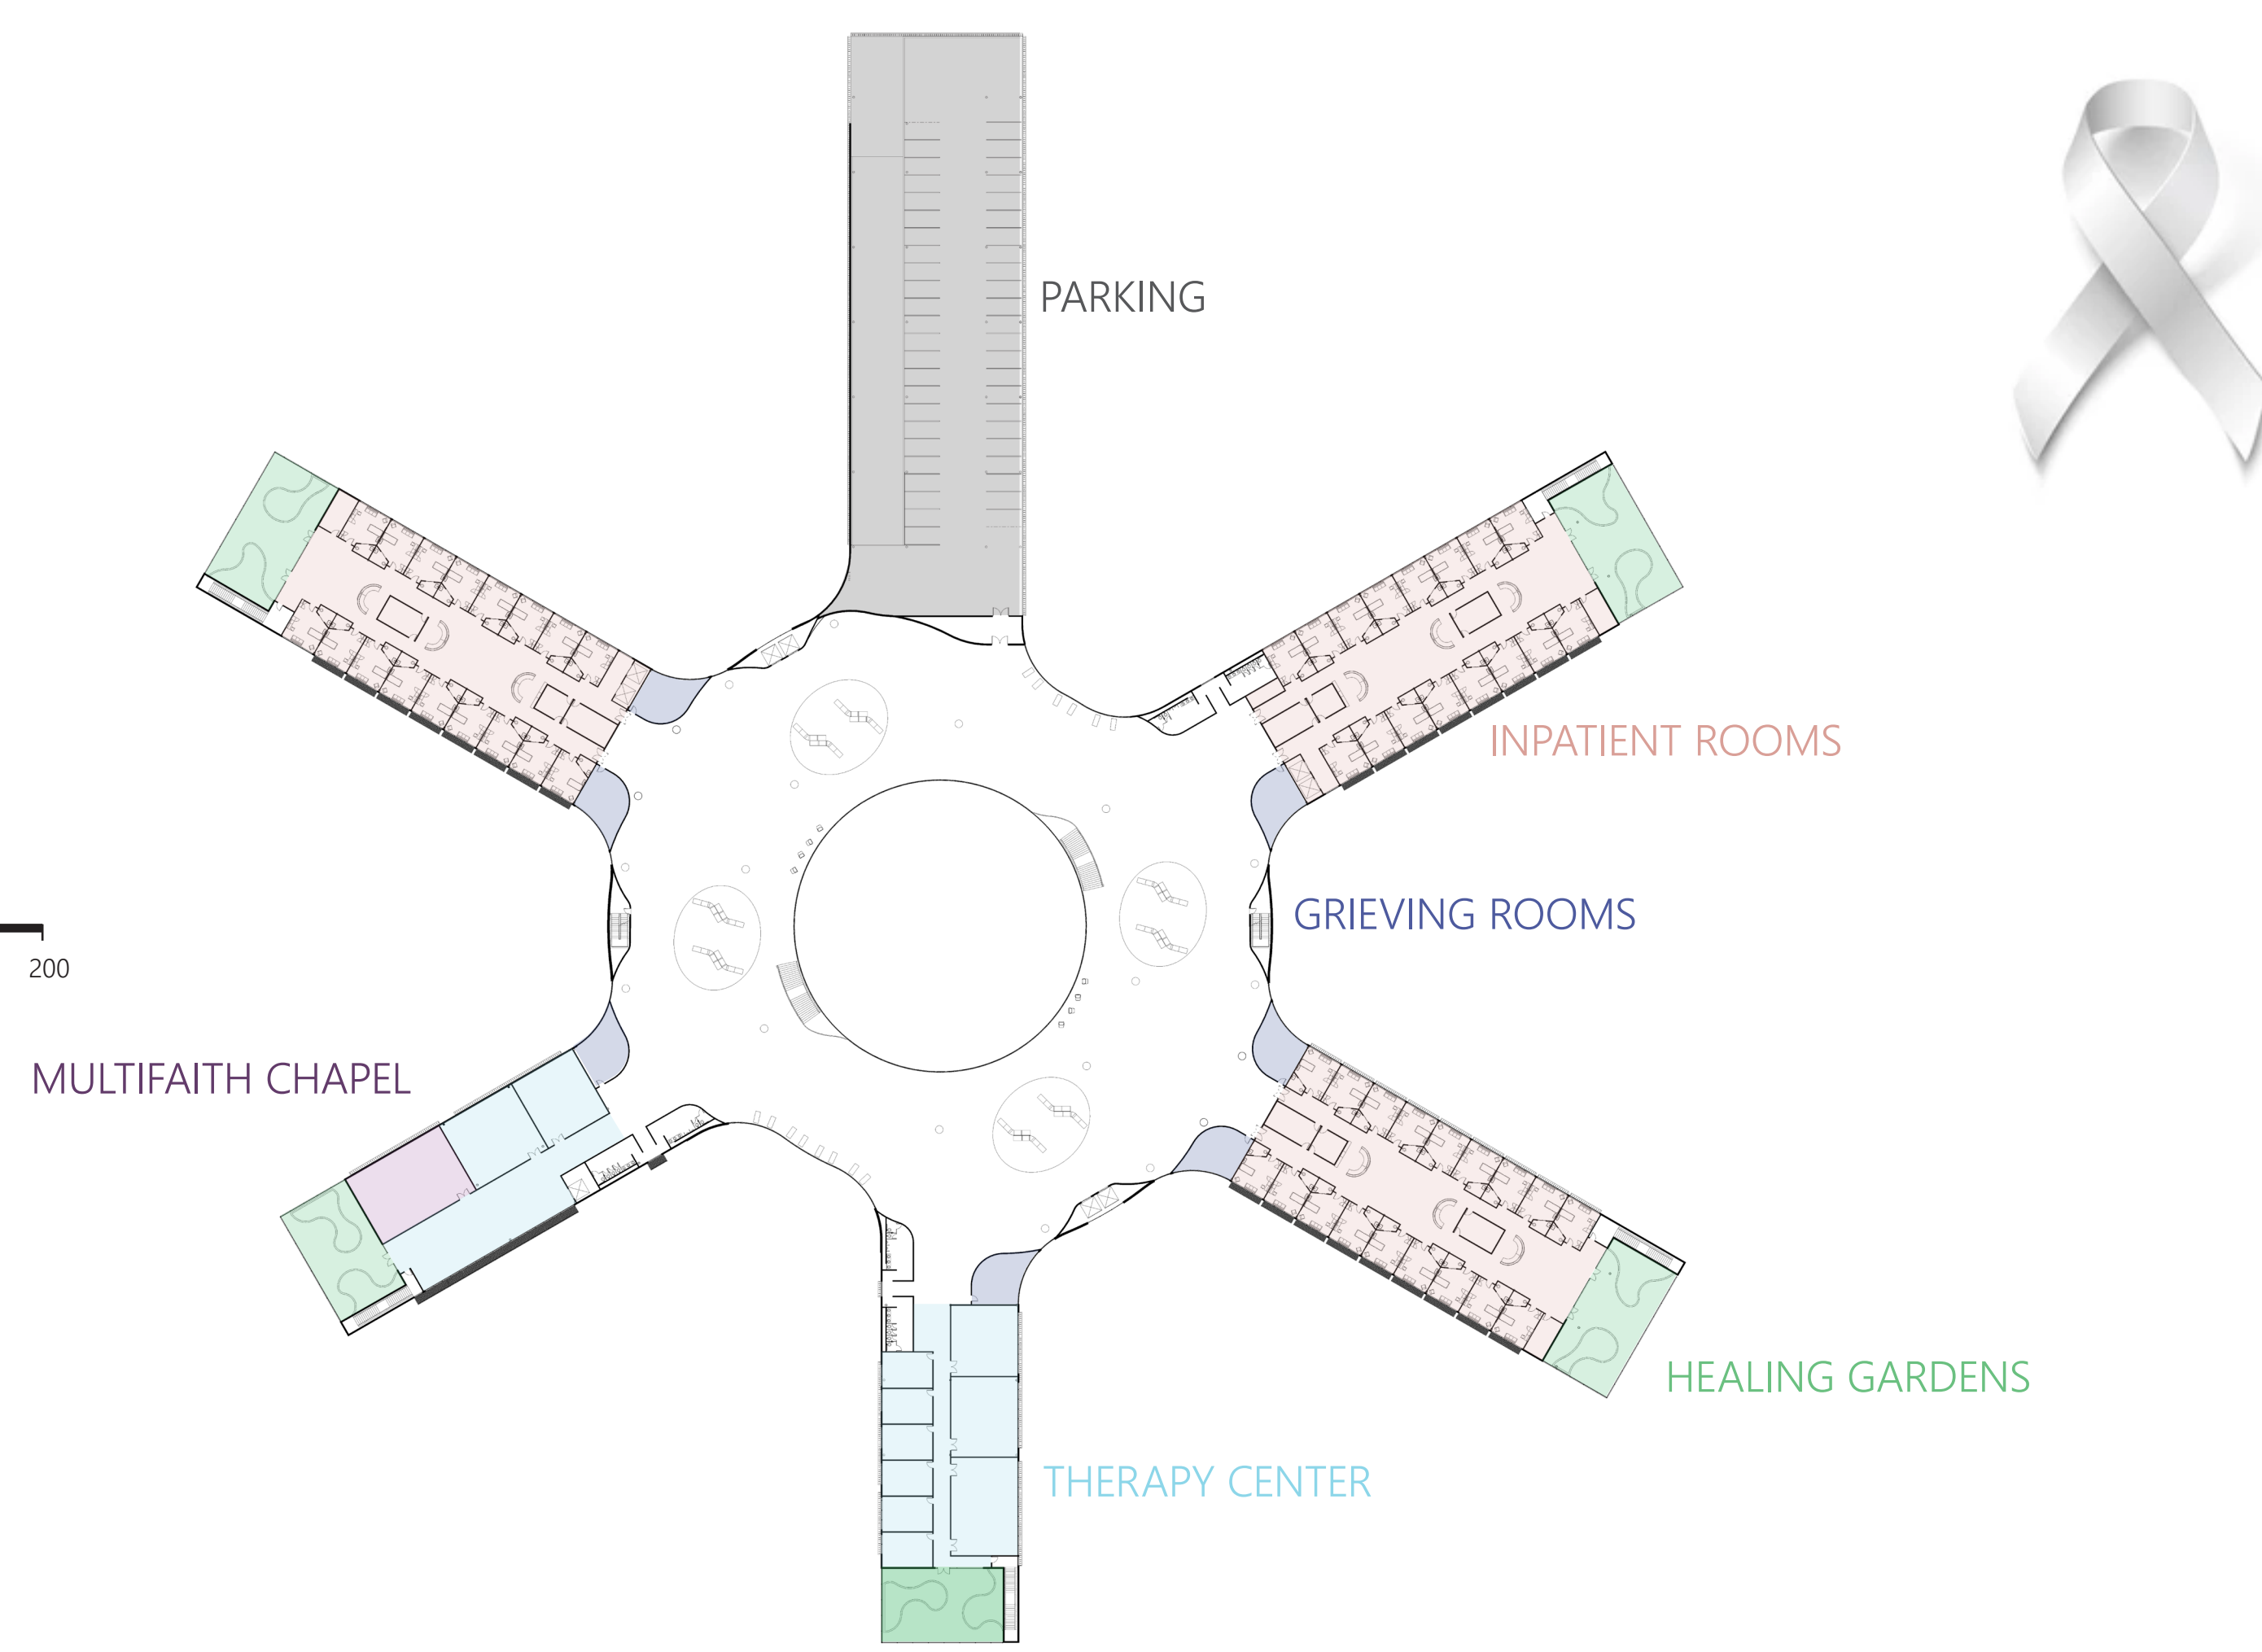 PARKING
INPATIENT ROOMS
GRIEVING ROOMS
200
MULTIFAITH CHAPEL
HEALING GARDENS
THERAPY CENTER